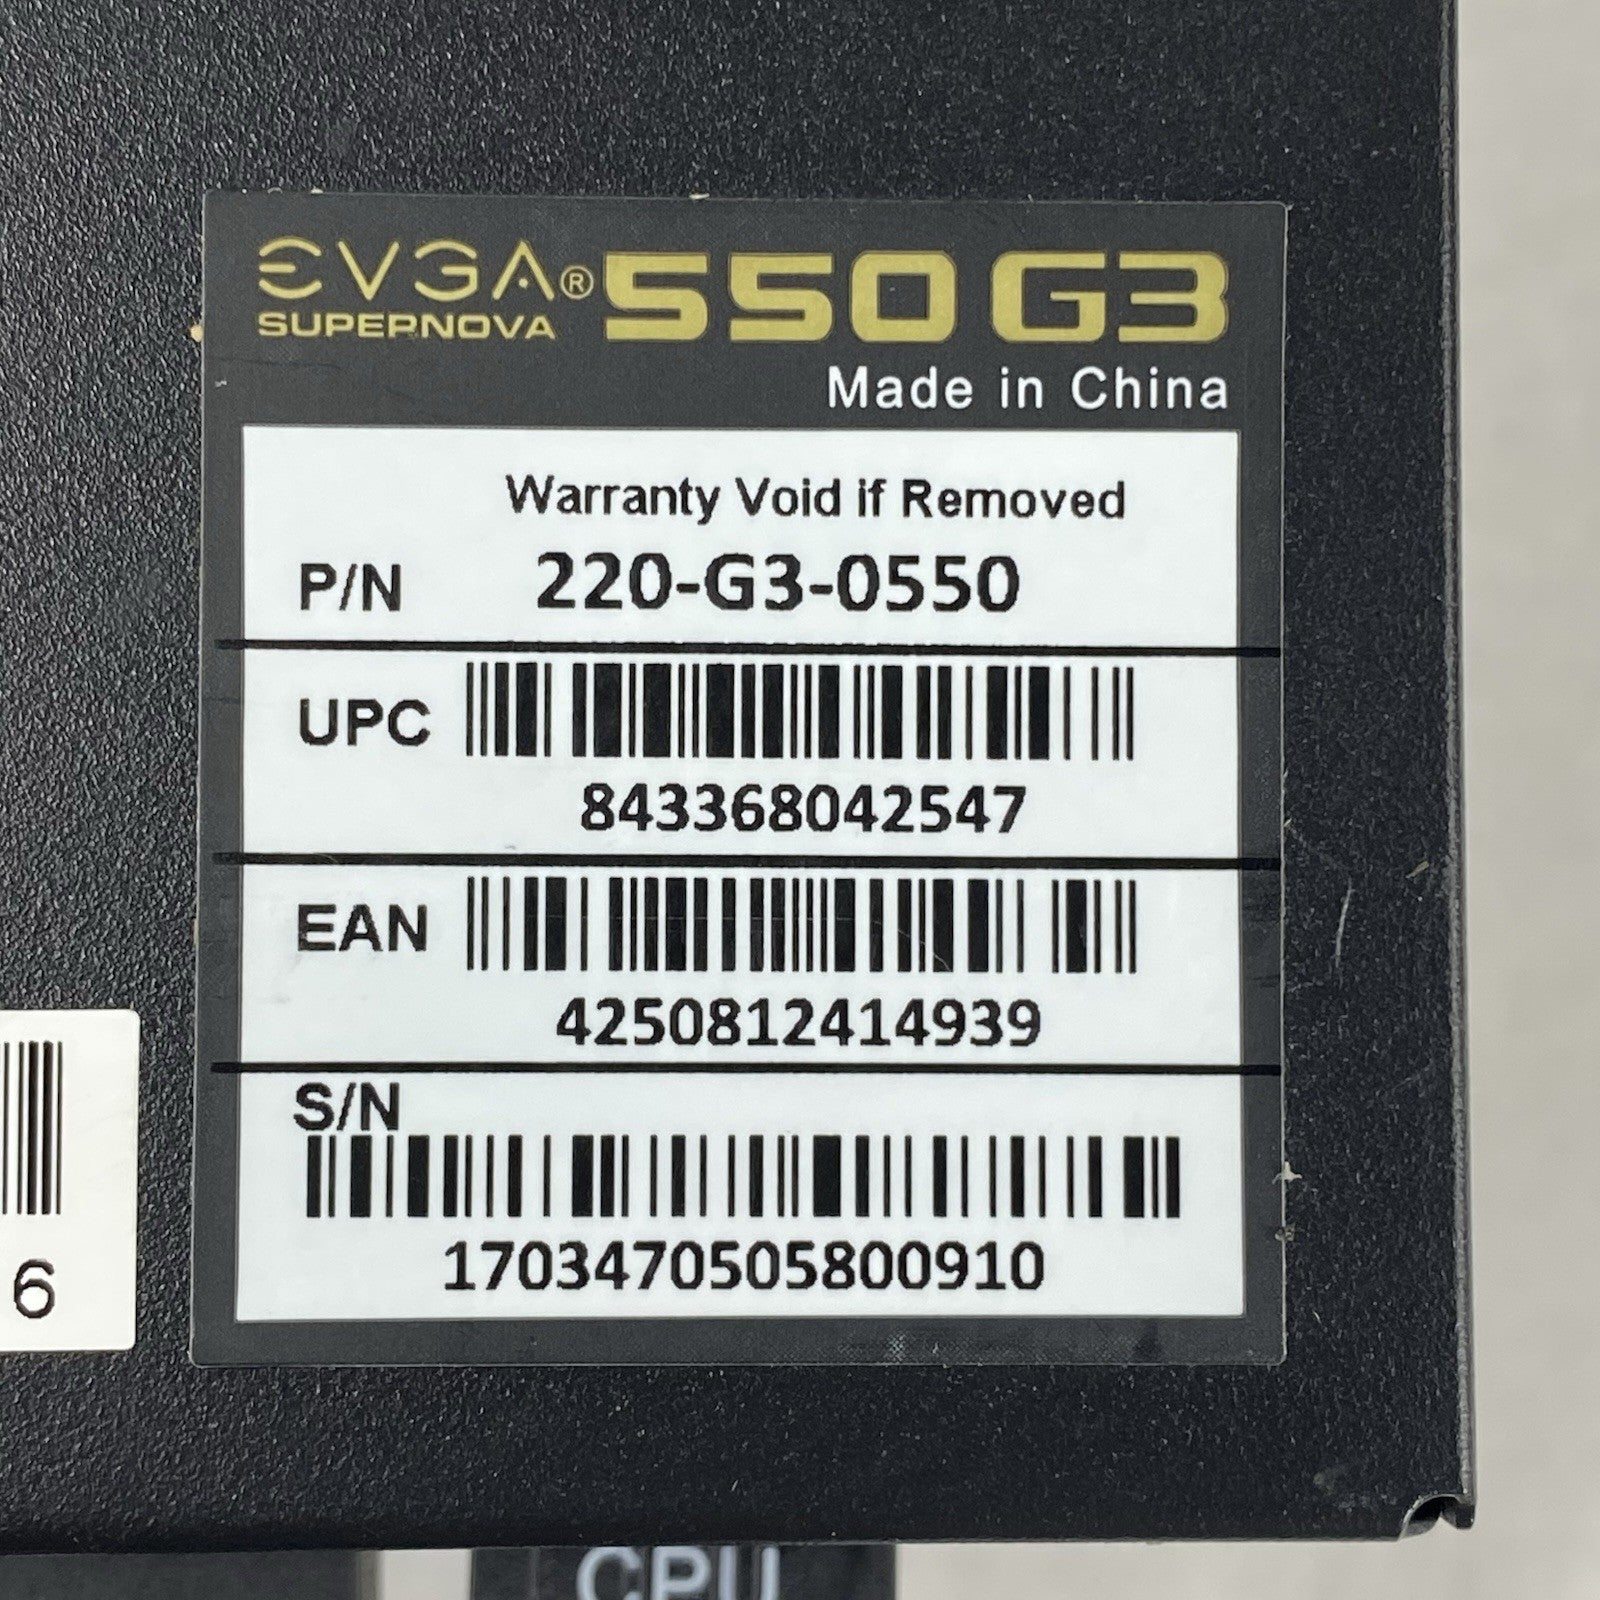 EVGA® 550 G3
SUPERNOVA
Made in China
Warranty Void if Removed
P/N 220-G3-0550
UPC
843368042547
EAN
4250812414939
S/N
1703470505800910
6
CPU